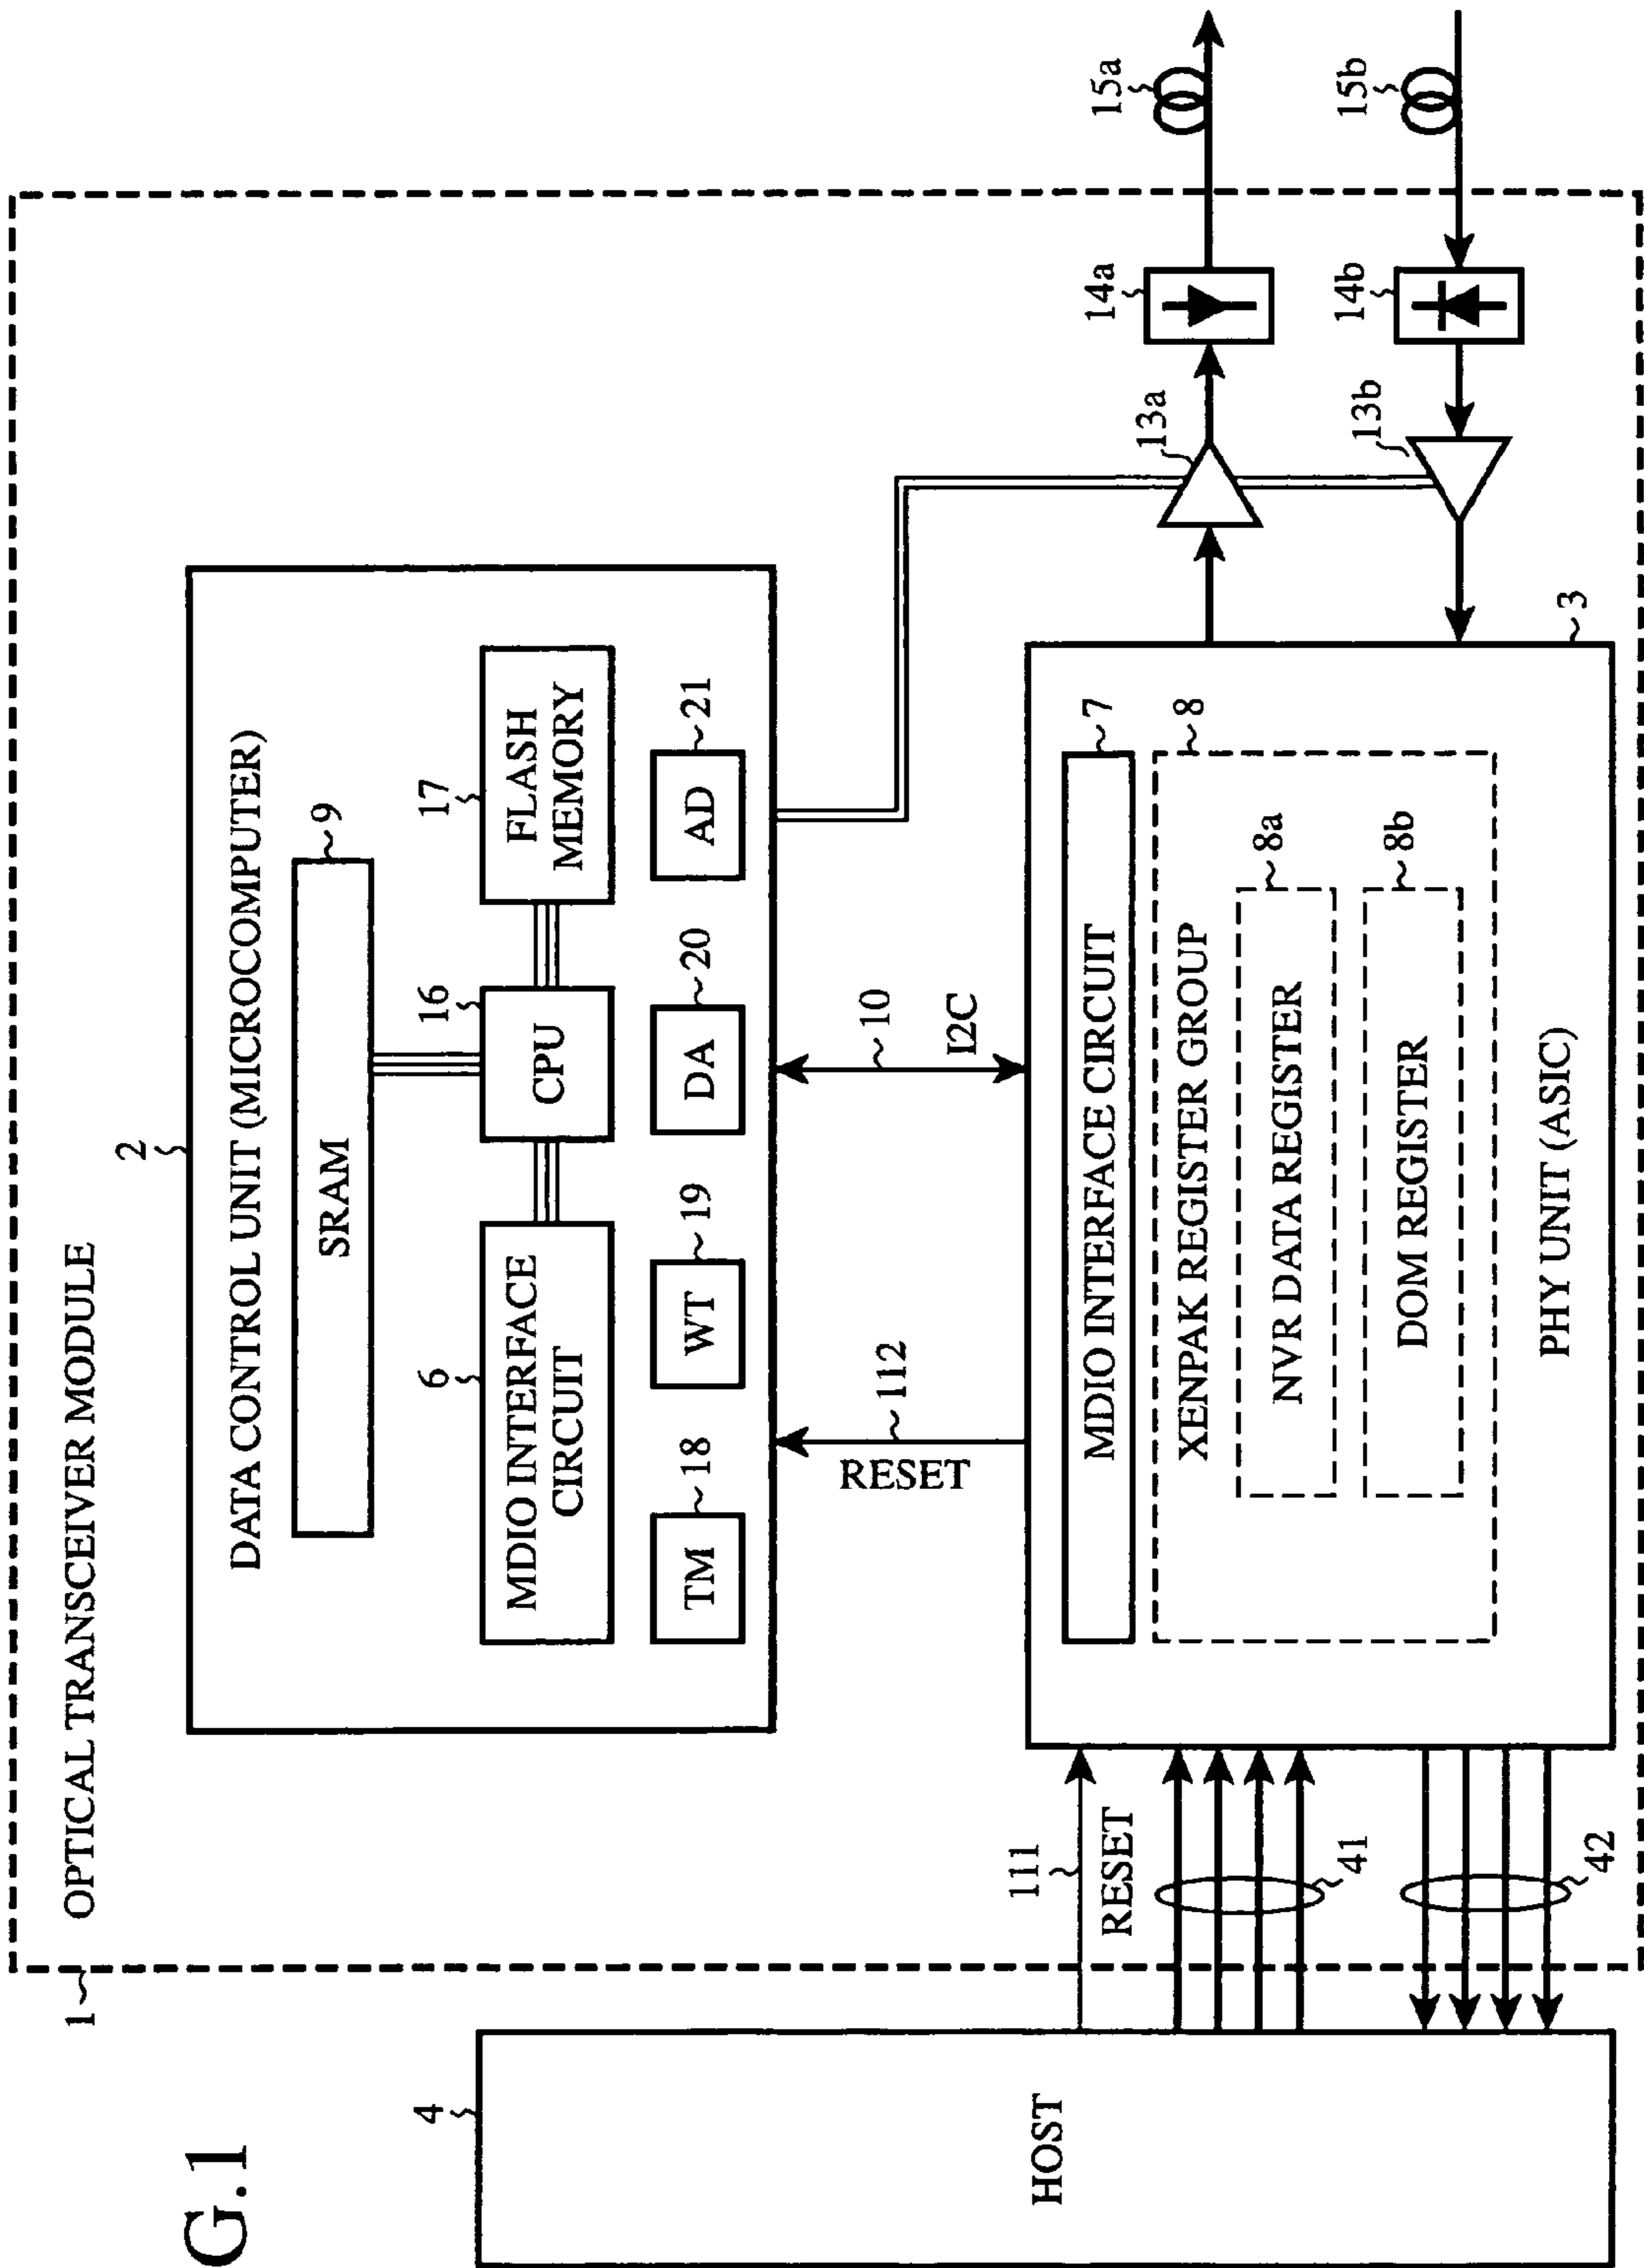 G.1
1
OPTICAL TRANSCEIVER MODULE
2
DATA CONTROL UNIT (MICROCOMPUTER)
9
SRAM
6
MDIO INTERFACE
CIRCUIT
16
CPU
17
FLASH
MEMORY
18
TM
19
WT
20
DA
21
AD
4
HOST
111
RESET
41
42
112
RESET
10
I2C
MDIO INTERFACE CIRCUIT
7
XENPAK REGISTER GROUP
8
NVR DATA REGISTER
8a
DOM REGISTER
8b
PHY UNIT (ASIC)
3
13a
14a
15a
13b
14b
15b